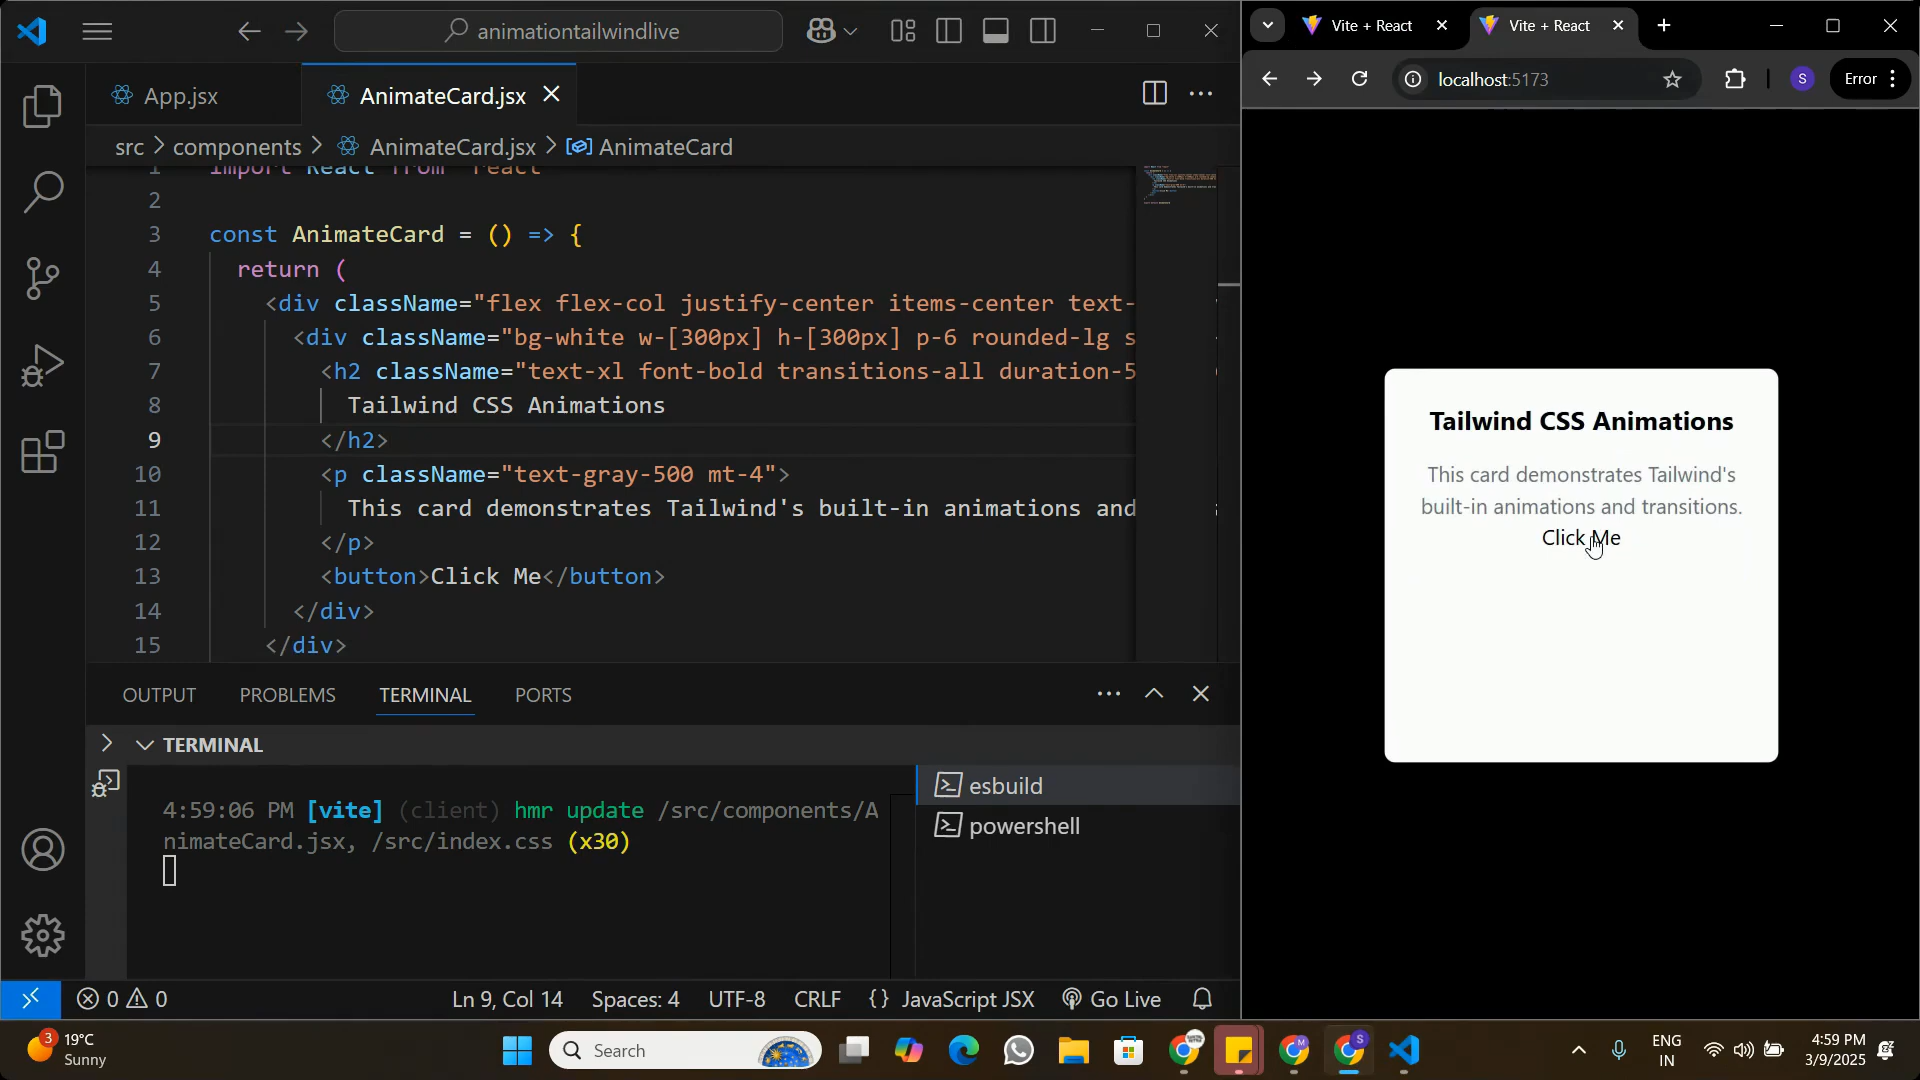 animationtailwindlive
App.jsx
AnimateCard.jsx
src > components > AnimateCard.jsx > AnimateCard
1 import React from 'react'
2
3 const AnimateCard = () => {
4 return (
5 <div className="flex flex-col justify-center items-center text-
6 <div className="bg-white w-[300px] h-[300px] p-6 rounded-lg s
7 <h2 className="text-xl font-bold transitions-all duration-5
8 Tailwind CSS Animations
9 </h2>
10 <p className="text-gray-500 mt-4">
11 This card demonstrates Tailwind's built-in animations and
12 </p>
13 <button>Click Me</button>
14 </div>
15 </div>
OUTPUT PROBLEMS TERMINAL PORTS
TERMINAL
4:59:06 PM [vite] (client) hmr update /src/components/A
nimateCard.jsx, /src/index.css (x30)
esbuild
powershell
0 0 Ln 9, Col 14 Spaces: 4 UTF-8 CRLF {} JavaScript JSX Go Live
Vite + React
Vite + React
localhost:5173
S
Error
Tailwind CSS Animations
This card demonstrates Tailwind's
built-in animations and transitions.
Click Me
3
19°C
Sunny
Search
ENG
IN
4:59 PM
3/9/2025